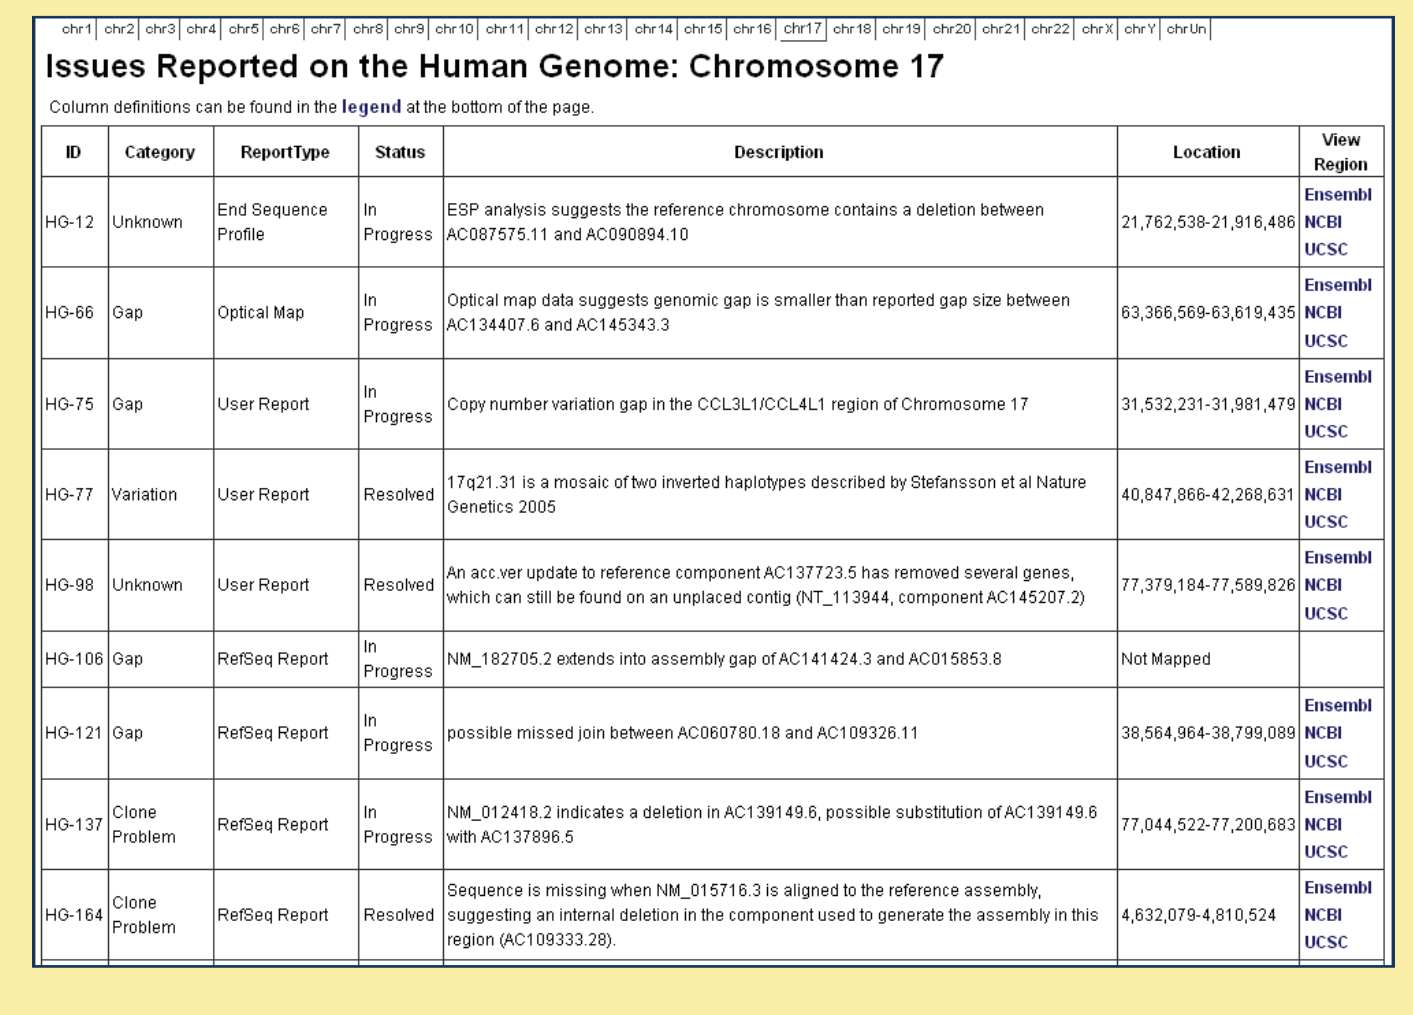 chr1 chr2 chr3 chr4 chr5 chr6 chr7 chr8 chr9 chr10 chr11 chr12 chr13 chr14 chr15 chr16 chr17 chr18 chr19 chr20 chr21 chr22 chrX chrY chrUn
Issues Reported on the Human Genome: Chromosome 17
Column definitions can be found in the legend at the bottom of the page.
ID Category ReportType Status Description Location View
Region
HG-12 Unknown End Sequence
Profile In
Progress ESP analysis suggests the reference chromosome contains a deletion between
AC087575.11 and AC090894.10 21,762,538-21,916,486 Ensembl
NCBI
UCSC
HG-66 Gap Optical Map In
Progress Optical map data suggests genomic gap is smaller than reported gap size between
AC134407.6 and AC145343.3 63,366,569-63,619,435 Ensembl
NCBI
UCSC
HG-75 Gap User Report In
Progress Copy number variation gap in the CCL3L1/CCL4L1 region of Chromosome 17 31,532,231-31,981,479 Ensembl
NCBI
UCSC
HG-77 Variation User Report Resolved 17q21.31 is a mosaic of two inverted haplotypes described by Stefansson et al Nature
Genetics 2005 40,847,866-42,268,631 Ensembl
NCBI
UCSC
HG-98 Unknown User Report Resolved An acc.ver update to reference component AC137723.5 has removed several genes,
which can still be found on an unplaced contig (NT_113944, component AC145207.2) 77,379,184-77,589,826 Ensembl
NCBI
UCSC
HG-106 Gap RefSeq Report In
Progress NM_182705.2 extends into assembly gap of AC141424.3 and AC015853.8 Not Mapped
HG-121 Gap RefSeq Report In
Progress possible missed join between AC060780.18 and AC109326.11 38,564,964-38,799,089 Ensembl
NCBI
UCSC
HG-137 Clone
Problem RefSeq Report In
Progress NM_012418.2 indicates a deletion in AC139149.6, possible substitution of AC139149.6
with AC137896.5 77,044,522-77,200,683 Ensembl
NCBI
UCSC
HG-164 Clone
Problem RefSeq Report Resolved Sequence is missing when NM_015716.3 is aligned to the reference assembly,
suggesting an internal deletion in the component used to generate the assembly in this
region (AC109333.28). 4,632,079-4,810,524 Ensembl
NCBI
UCSC